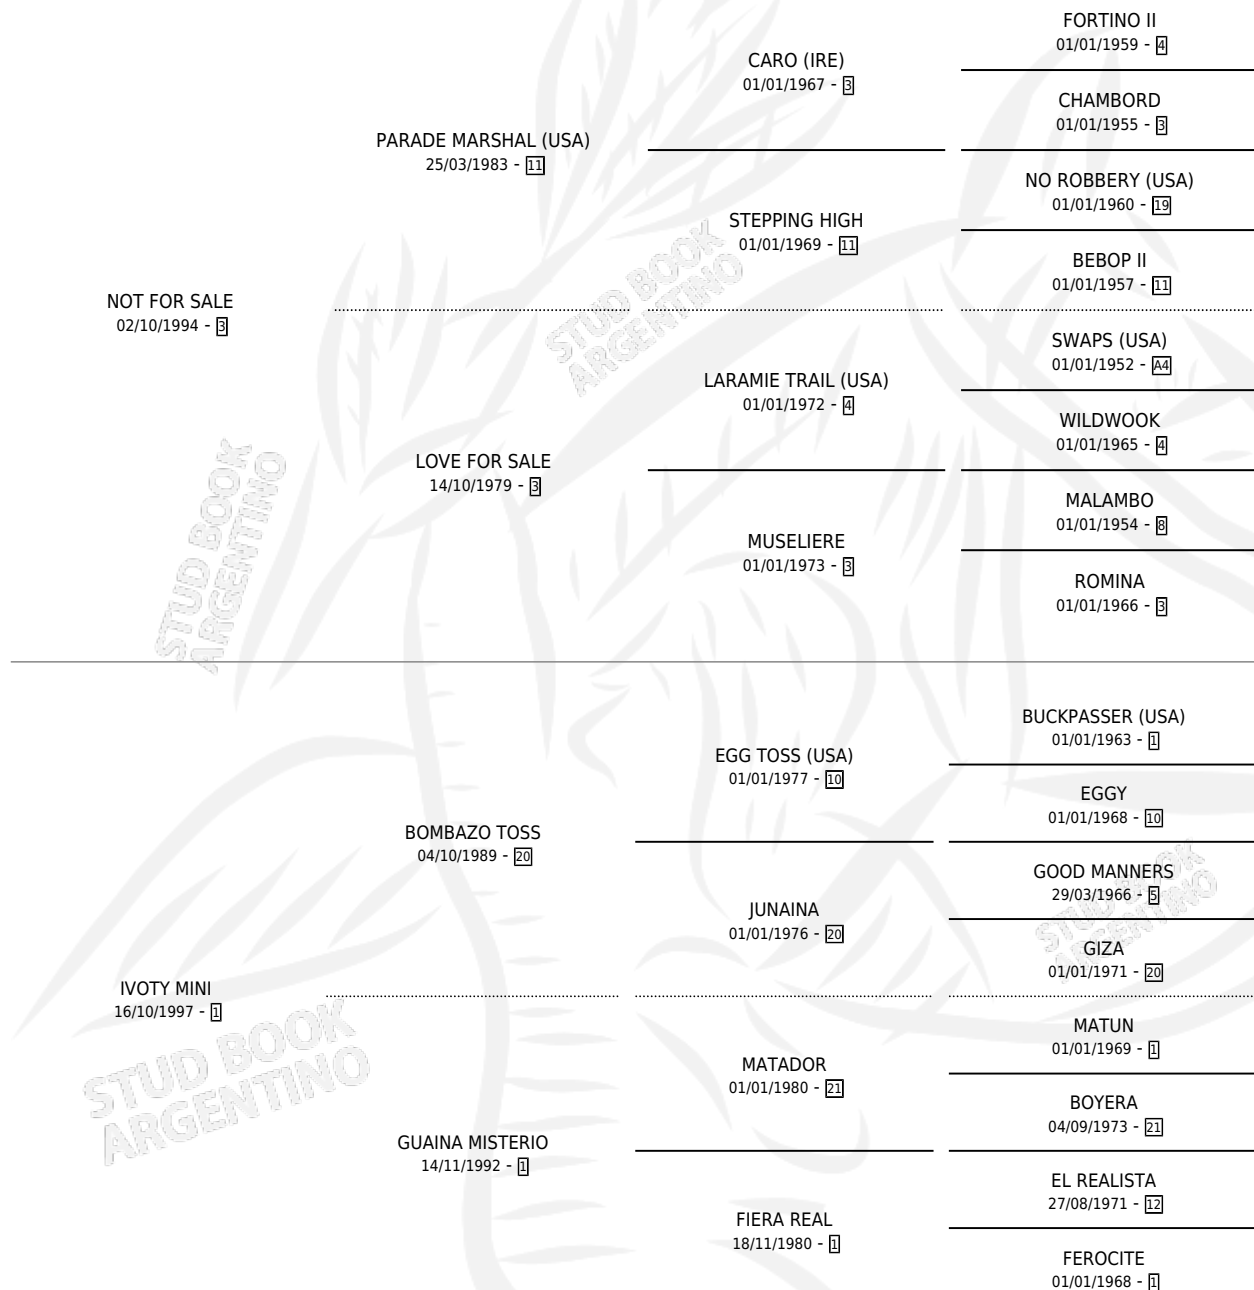 FORTINO II
01/01/1959 - 4
CARO (IRE)
01/01/1967 - 3
CHAMBORD
01/01/1955 - 3
PARADE MARSHAL (USA)
25/03/1983 - 11
NO ROBBERY (USA)
01/01/1960 - 19
STEPPING HIGH
01/01/1969 - 11
BEBOP II
01/01/1957 - 11
NOT FOR SALE
02/10/1994 - 3
SWAPS (USA)
01/01/1952 - A4
LARAMIE TRAIL (USA)
01/01/1972 - 4
WILDWOOK
01/01/1965 - 4
LOVE FOR SALE
14/10/1979 - 3
MALAMBO
01/01/1954 - 8
MUSELIERE
01/01/1973 - 3
ROMINA
01/01/1966 - 3
STUD BOOK
ARGENTINO
STUD BOOK
ARGENTINO
BUCKPASSER (USA)
01/01/1963 - 1
EGG TOSS (USA)
01/01/1977 - 10
EGGY
01/01/1968 - 10
BOMBAZO TOSS
04/10/1989 - 20
GOOD MANNERS
29/03/1966 - 5
JUNAINA
01/01/1976 - 20
GIZA
01/01/1971 - 20
IVOTY MINI
16/10/1997 - 1
MATUN
01/01/1969 - 1
MATADOR
01/01/1980 - 21
BOYERA
04/09/1973 - 21
GUAINA MISTERIO
14/11/1992 - 1
EL REALISTA
27/08/1971 - 12
FIERA REAL
18/11/1980 - 1
FEROCITE
01/01/1968 - 1
STUD BOOK
ARGENTINO
STUD BOOK
ARGENTINO